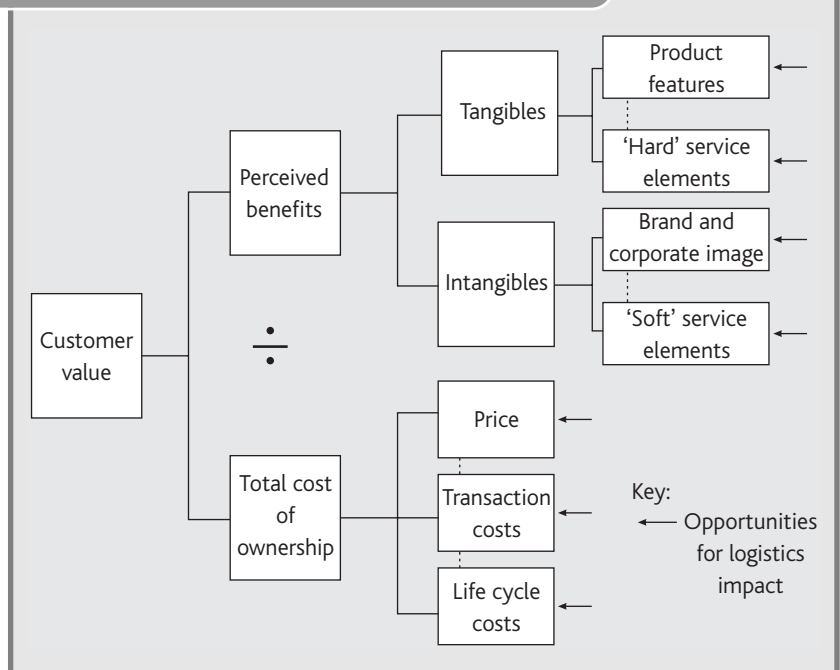 Customer
value
Perceived
benefits
÷
Total cost
of
ownership
Tangibles
Intangibles
Product
features
‘Hard’ service
elements
Brand and
corporate image
‘Soft’ service
elements
Price
Transaction
costs
Life cycle
costs
Key:
Opportunities
for logistics
impact